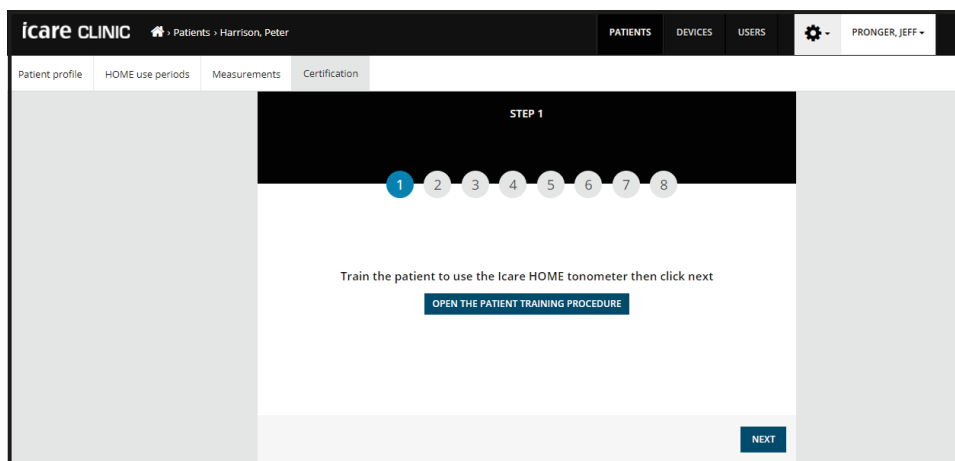 icare CLINIC › Patients › Harrison, Peter PATIENTS DEVICES USERS PRONGER, JEFF
Patient profile HOME use periods Measurements Certification
STEP 1
1 2 3 4 5 6 7 8
Train the patient to use the Icare HOME tonometer then click next
OPEN THE PATIENT TRAINING PROCEDURE
NEXT